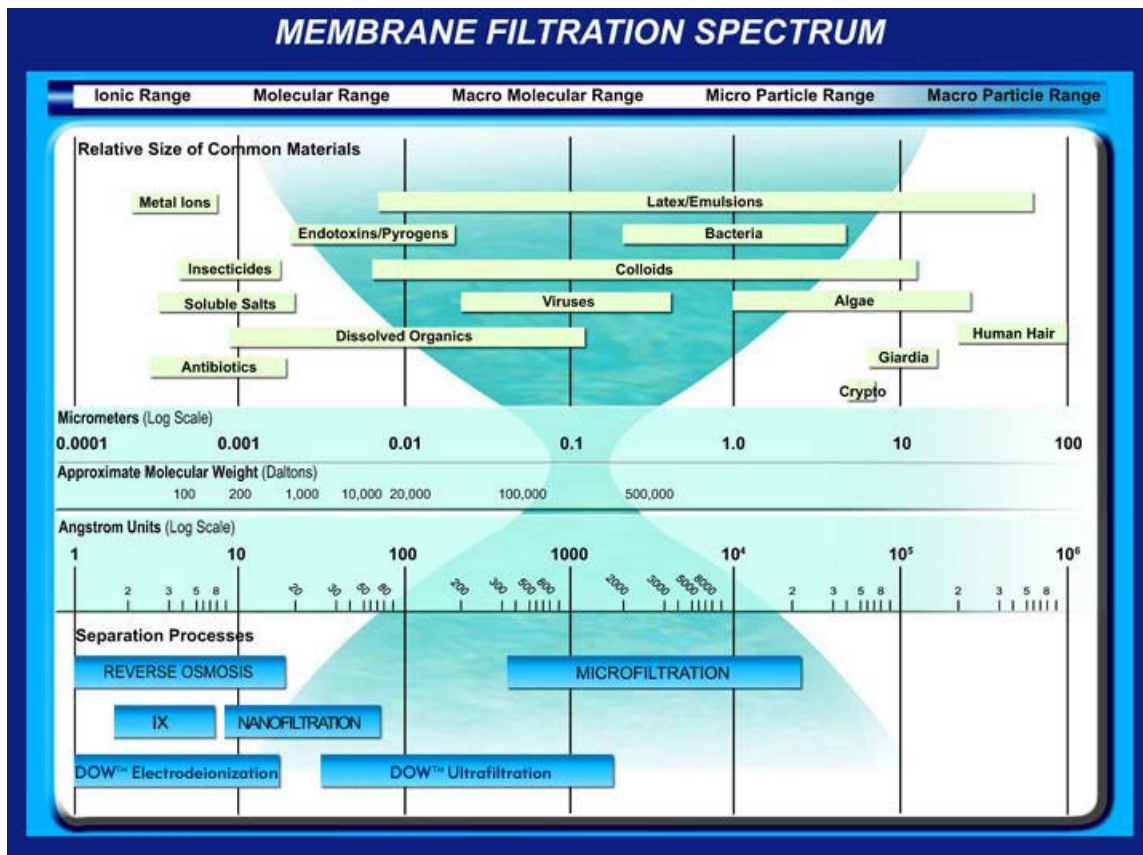 MEMBRANE FILTRATION SPECTRUM
Ionic Range Molecular Range Macro Molecular Range Micro Particle Range Macro Particle Range
Relative Size of Common Materials
Metal Ions Latex/Emulsions
Endotoxins/Pyrogens Bacteria
Insecticides Colloids
Soluble Salts Viruses Algae
Dissolved Organics Human Hair
Antibiotics Giardia
Crypto
Micrometers (Log Scale)
0.0001 0.001 0.01 0.1 1.0 10 100
Approximate Molecular Weight (Daltons)
100 200 1,000 10,000 20,000 100,000 500,000
Angstrom Units (Log Scale)
1 10 100 1000 10⁴ 10⁵ 10⁶
2 3 5 8 20 30 50 80 200 300 400 500 600 800 2000 3000 4000 5000 8000 2 3 5 8 2 3 5 8
Separation Processes
REVERSE OSMOSIS MICROFILTRATION
IX NANOFILTRATION
DOW™ Electrodeionization DOW™ Ultrafiltration